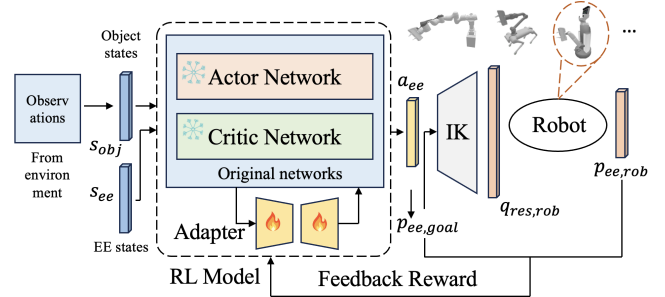 Object
states
Observ
ations
From
environ
ment
s_obj
s_ee
EE states
Actor Network
Critic Network
Original networks
Adapter
RL Model
Feedback Reward
a_ee
p_ee,goal
IK
q_res,rob
Robot
p_ee,rob
...